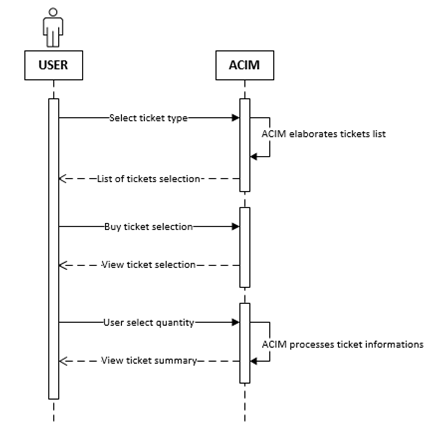 USER
ACIM
Select ticket type
ACIM elaborates tickets list
List of tickets selection
Buy ticket selection
View ticket selection
User select quantity
ACIM processes ticket informations
View ticket summary